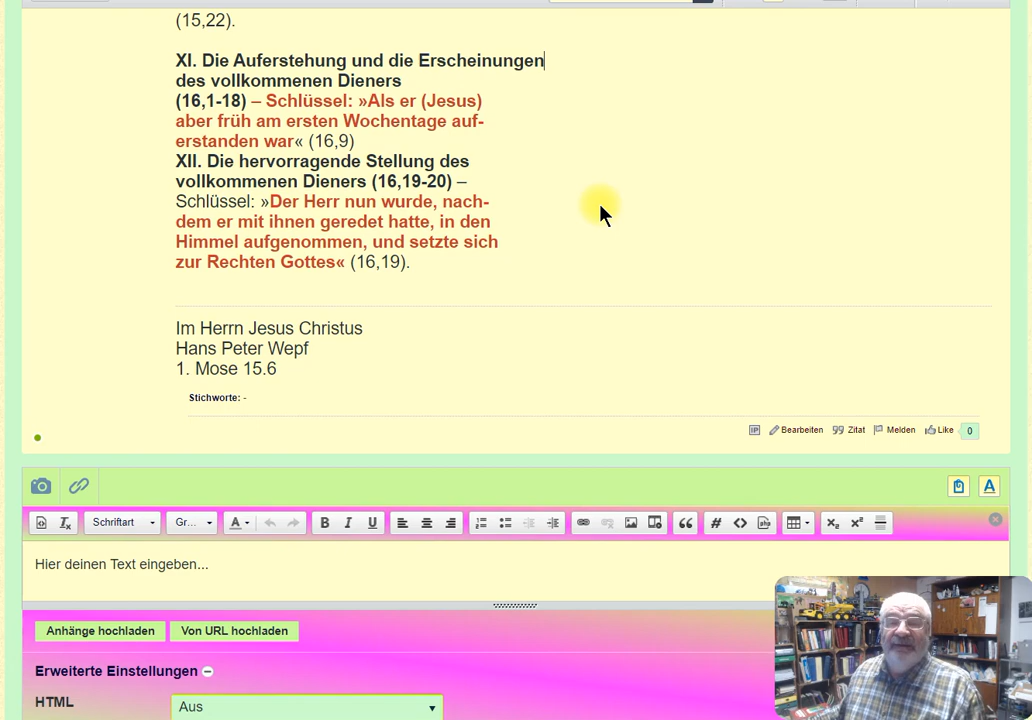 (15,22).
XI. Die Auferstehung und die Erscheinungen
des vollkommenen Dieners
(16,1-18) – Schlüssel: »Als er (Jesus)
aber früh am ersten Wochentage auf-
erstanden war« (16,9)
XII. Die hervorragende Stellung des
vollkommenen Dieners (16,19-20) –
Schlüssel: »Der Herr nun wurde, nach-
dem er mit ihnen geredet hatte, in den
Himmel aufgenommen, und setzte sich
zur Rechten Gottes« (16,19).
Im Herrn Jesus Christus
Hans Peter Wepf
1. Mose 15.6
Stichworte: -
IP Bearbeiten Zitat Melden Like 0
A
Schriftart Gr... A B I U # X₂ X²
php
Hier deinen Text eingeben...
Anhänge hochladen Von URL hochladen
Erweiterte Einstellungen
HTML Aus